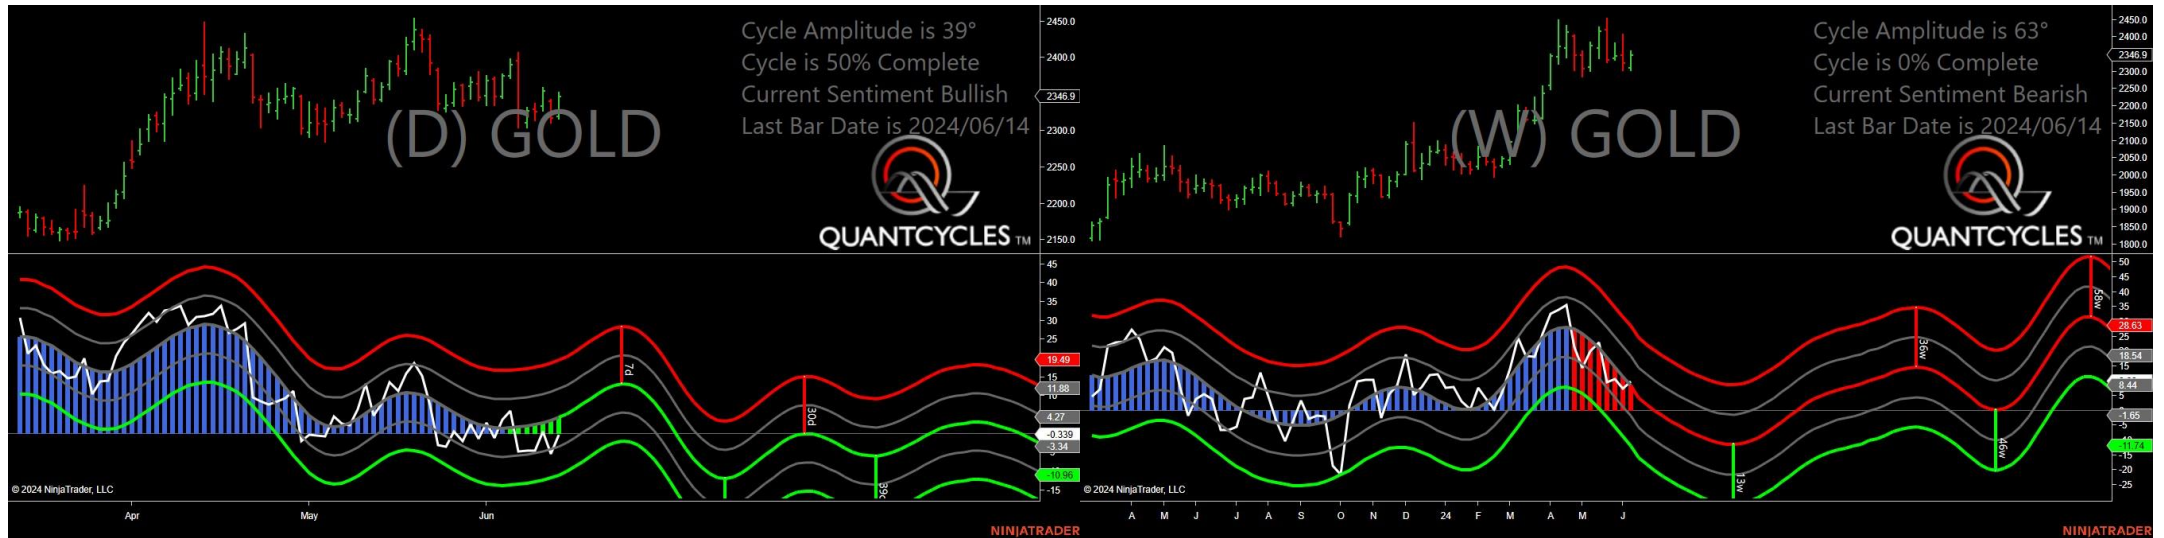 Cycle Amplitude is 39°
Cycle is 50% Complete
Current Sentiment Bullish
Last Bar Date is 2024/06/14
(D) GOLD
QUANTCYCLES TM
2450.0
2400.0
2346.9
2300.0
2250.0
2200.0
2150.0
45
40
35
30
25
19.49
15
11.88
10
4.27
-0.339
-3.34
-10.96
-15
7d
30d
© 2024 NinjaTrader, LLC
Apr May Jun
NINJATRADER
Cycle Amplitude is 63°
Cycle is 0% Complete
Current Sentiment Bearish
Last Bar Date is 2024/06/14
(W) GOLD
QUANTCYCLES TM
2450.0
2400.0
2346.9
2300.0
2250.0
2200.0
2150.0
2100.0
2050.0
2000.0
1950.0
1900.0
1850.0
1800.0
50
45
40
35
28.63
18.54
15
8.44
5
-1.65
-5
-11.74
-15
-20
-25
13w
36w
46w
58w
© 2024 NinjaTrader, LLC
A M J J A S O N D 24 F M A M J
NINJATRADER